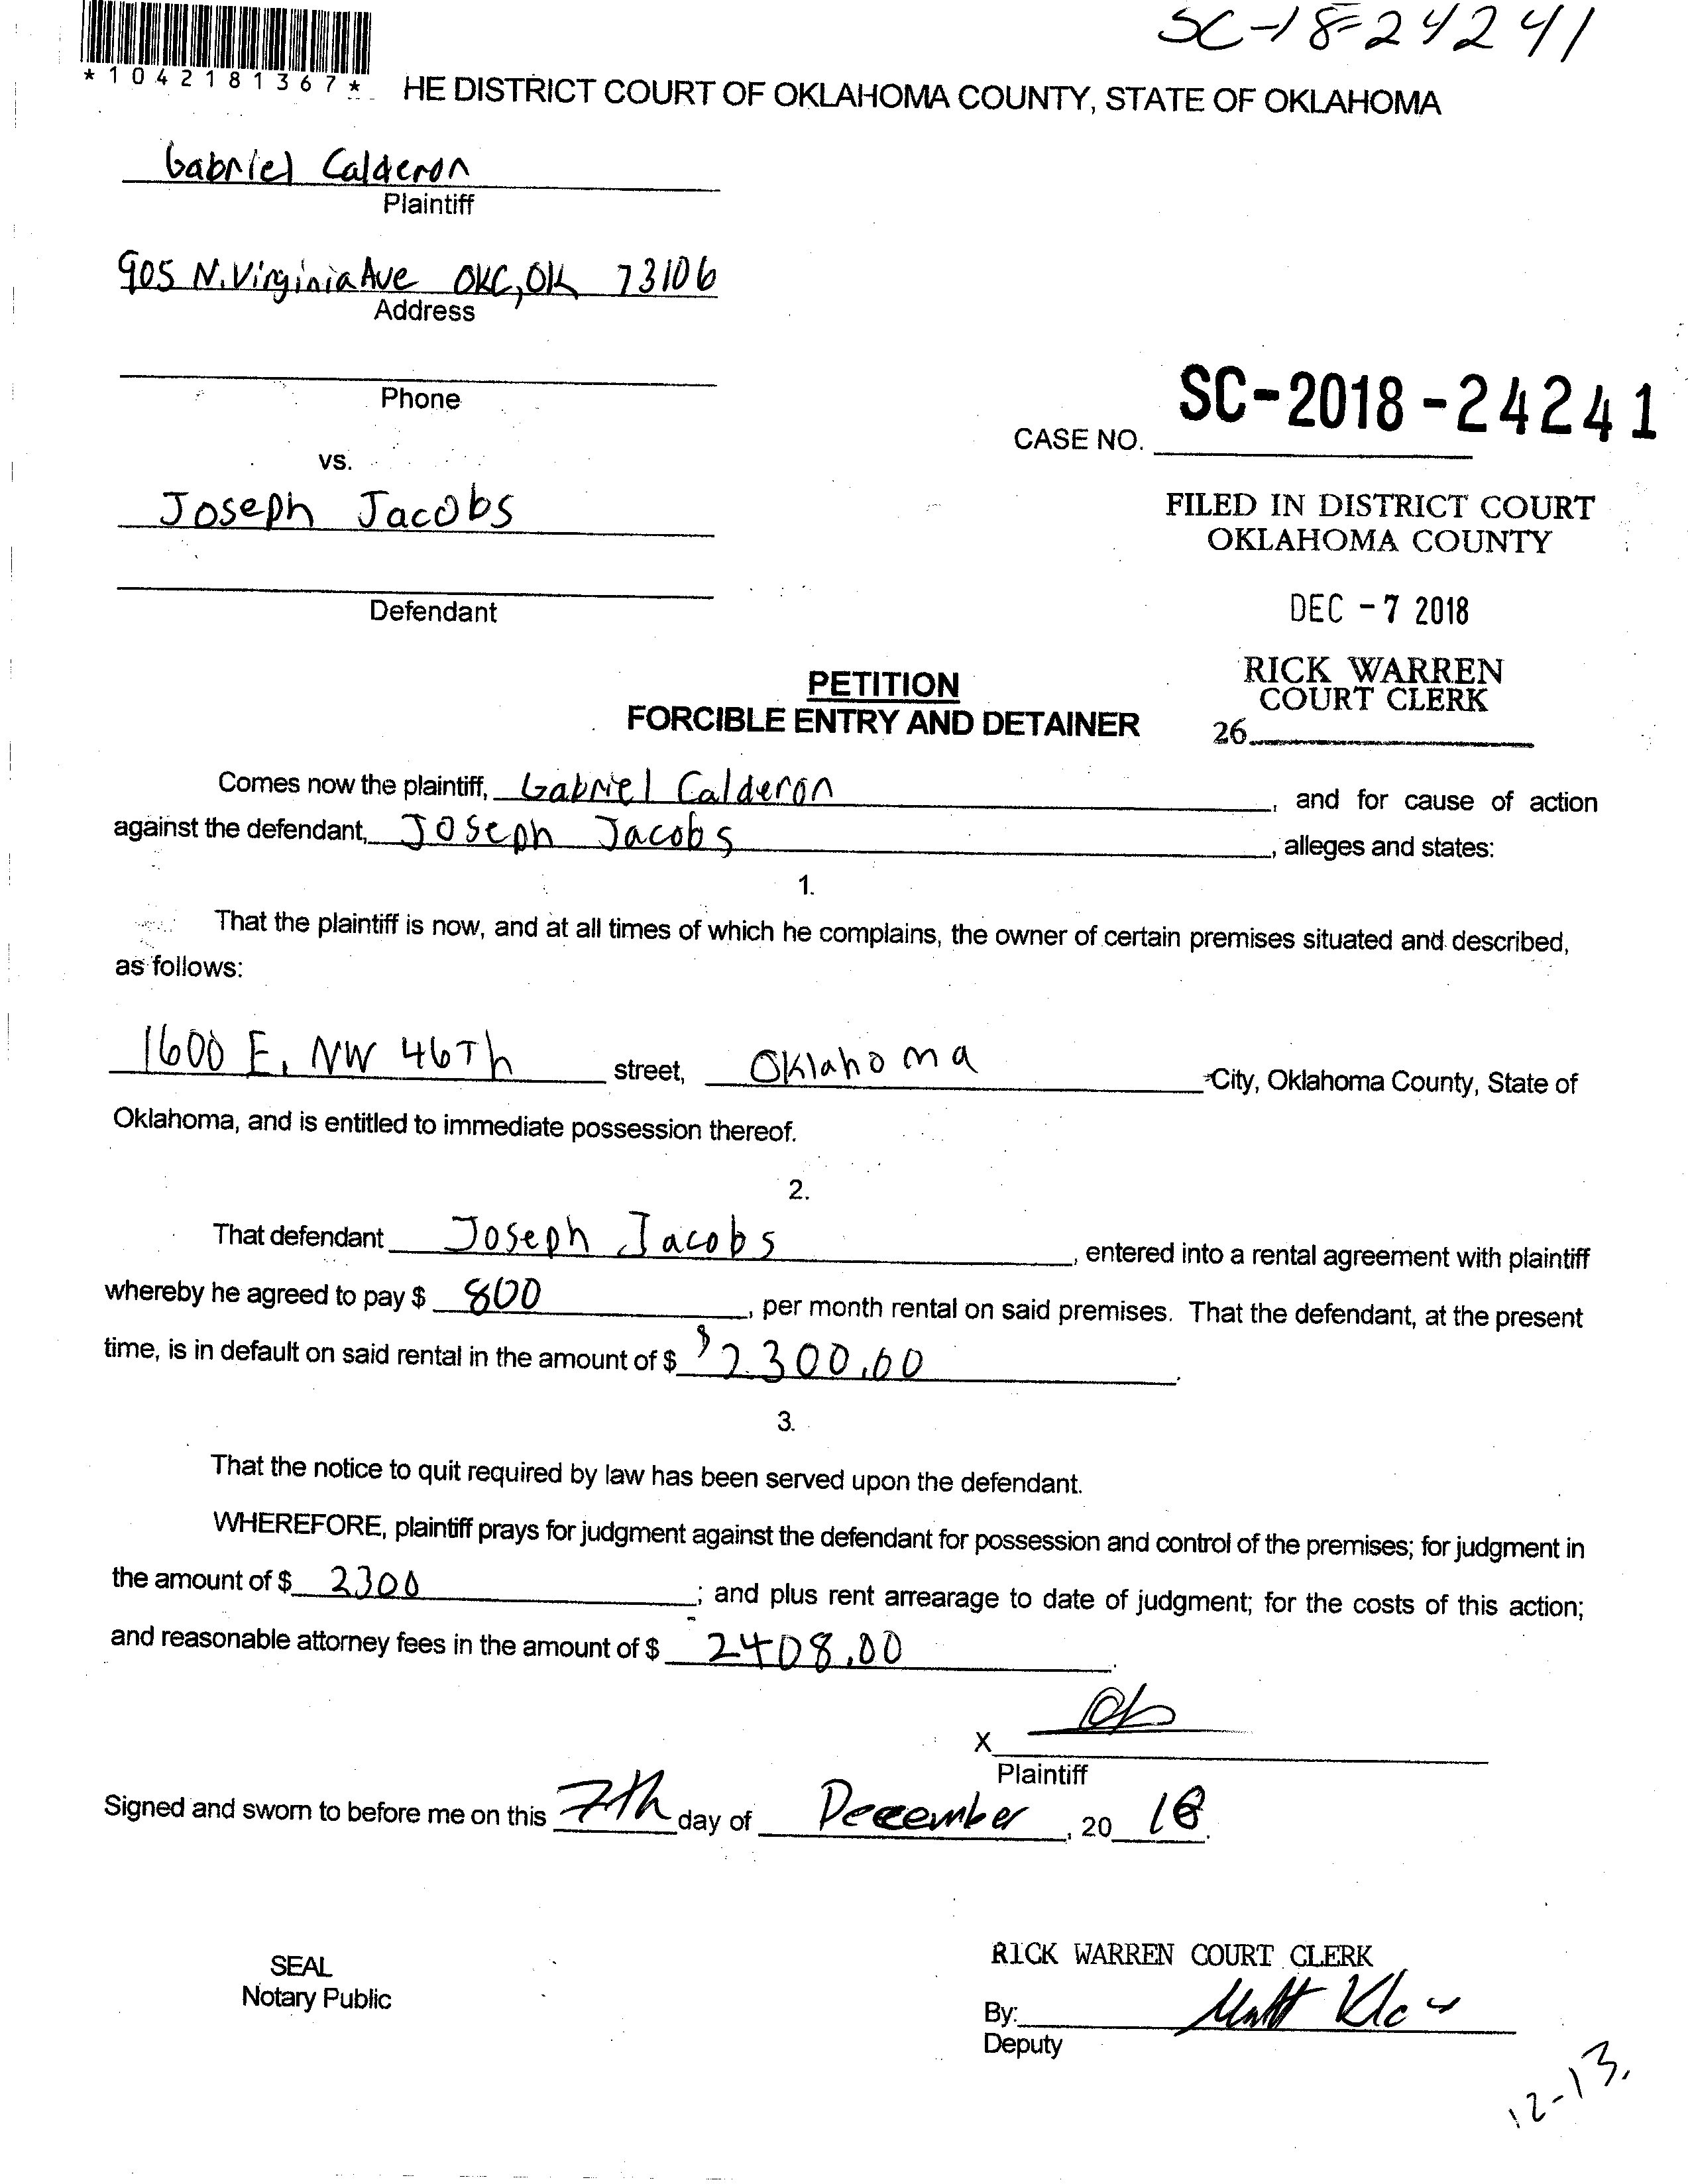 SC-18-24241
*1042181367*
HE DISTRICT COURT OF OKLAHOMA COUNTY, STATE OF OKLAHOMA
Gabriel Calderon
Plaintiff
905 N. Virginia Ave OKC, OK 73106
Address
Phone
CASE NO. SC-2018-24241
vs.
Joseph Jacobs
FILED IN DISTRICT COURT
OKLAHOMA COUNTY
Defendant
DEC - 7 2018
RICK WARREN
COURT CLERK
26
PETITION
FORCIBLE ENTRY AND DETAINER
Comes now the plaintiff, Gabriel Calderon, and for cause of action
against the defendant, Joseph Jacobs, alleges and states:
1.
That the plaintiff is now, and at all times of which he complains, the owner of certain premises situated and described,
as follows:
1600 E. NW 46Th street, Oklahoma City, Oklahoma County, State of
Oklahoma, and is entitled to immediate possession thereof.
2.
That defendant Joseph Jacobs, entered into a rental agreement with plaintiff
whereby he agreed to pay $ 800, per month rental on said premises. That the defendant, at the present
time, is in default on said rental in the amount of $ $2300.00.
3.
That the notice to quit required by law has been served upon the defendant.
WHEREFORE, plaintiff prays for judgment against the defendant for possession and control of the premises; for judgment in
the amount of $ 2300; and plus rent arrearage to date of judgment; for the costs of this action;
and reasonable attorney fees in the amount of $ 2408.00.
X
Plaintiff
Signed and sworn to before me on this 7th day of December, 20 18.
SEAL
Notary Public
RICK WARREN COURT CLERK
By: Matt
Deputy
12-13.